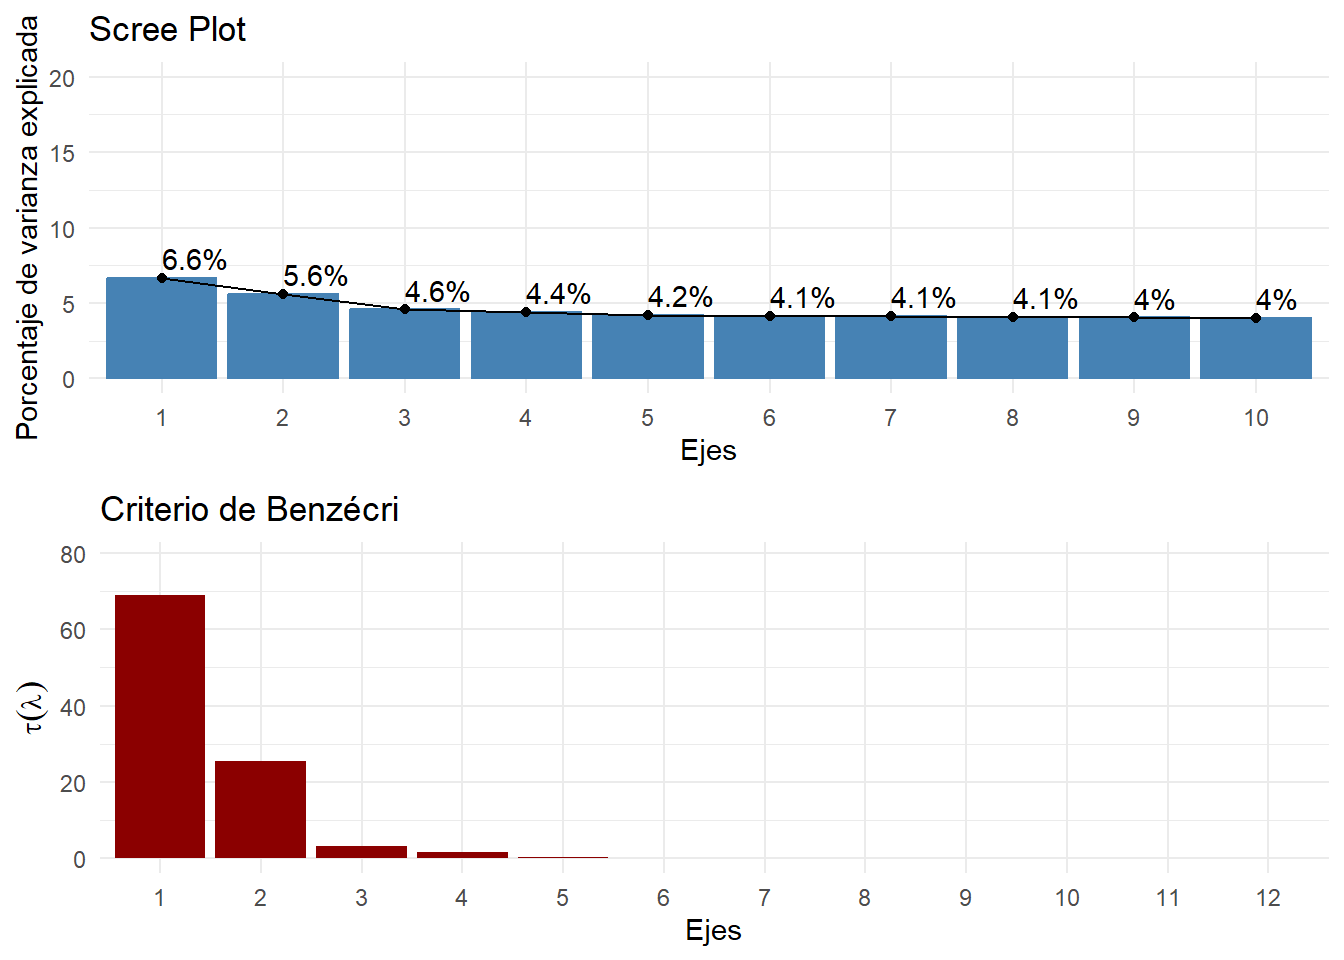 Scree Plot
Porcentaje de varianza explicada
20
15
10
5
0
6.6%
5.6%
4.6%
4.4%
4.2%
4.1%
4.1%
4.1%
4%
4%
1 2 3 4 5 6 7 8 9 10
Ejes
Criterio de Benzécri
τ(λ)
80
60
40
20
0
1 2 3 4 5 6 7 8 9 10 11 12
Ejes